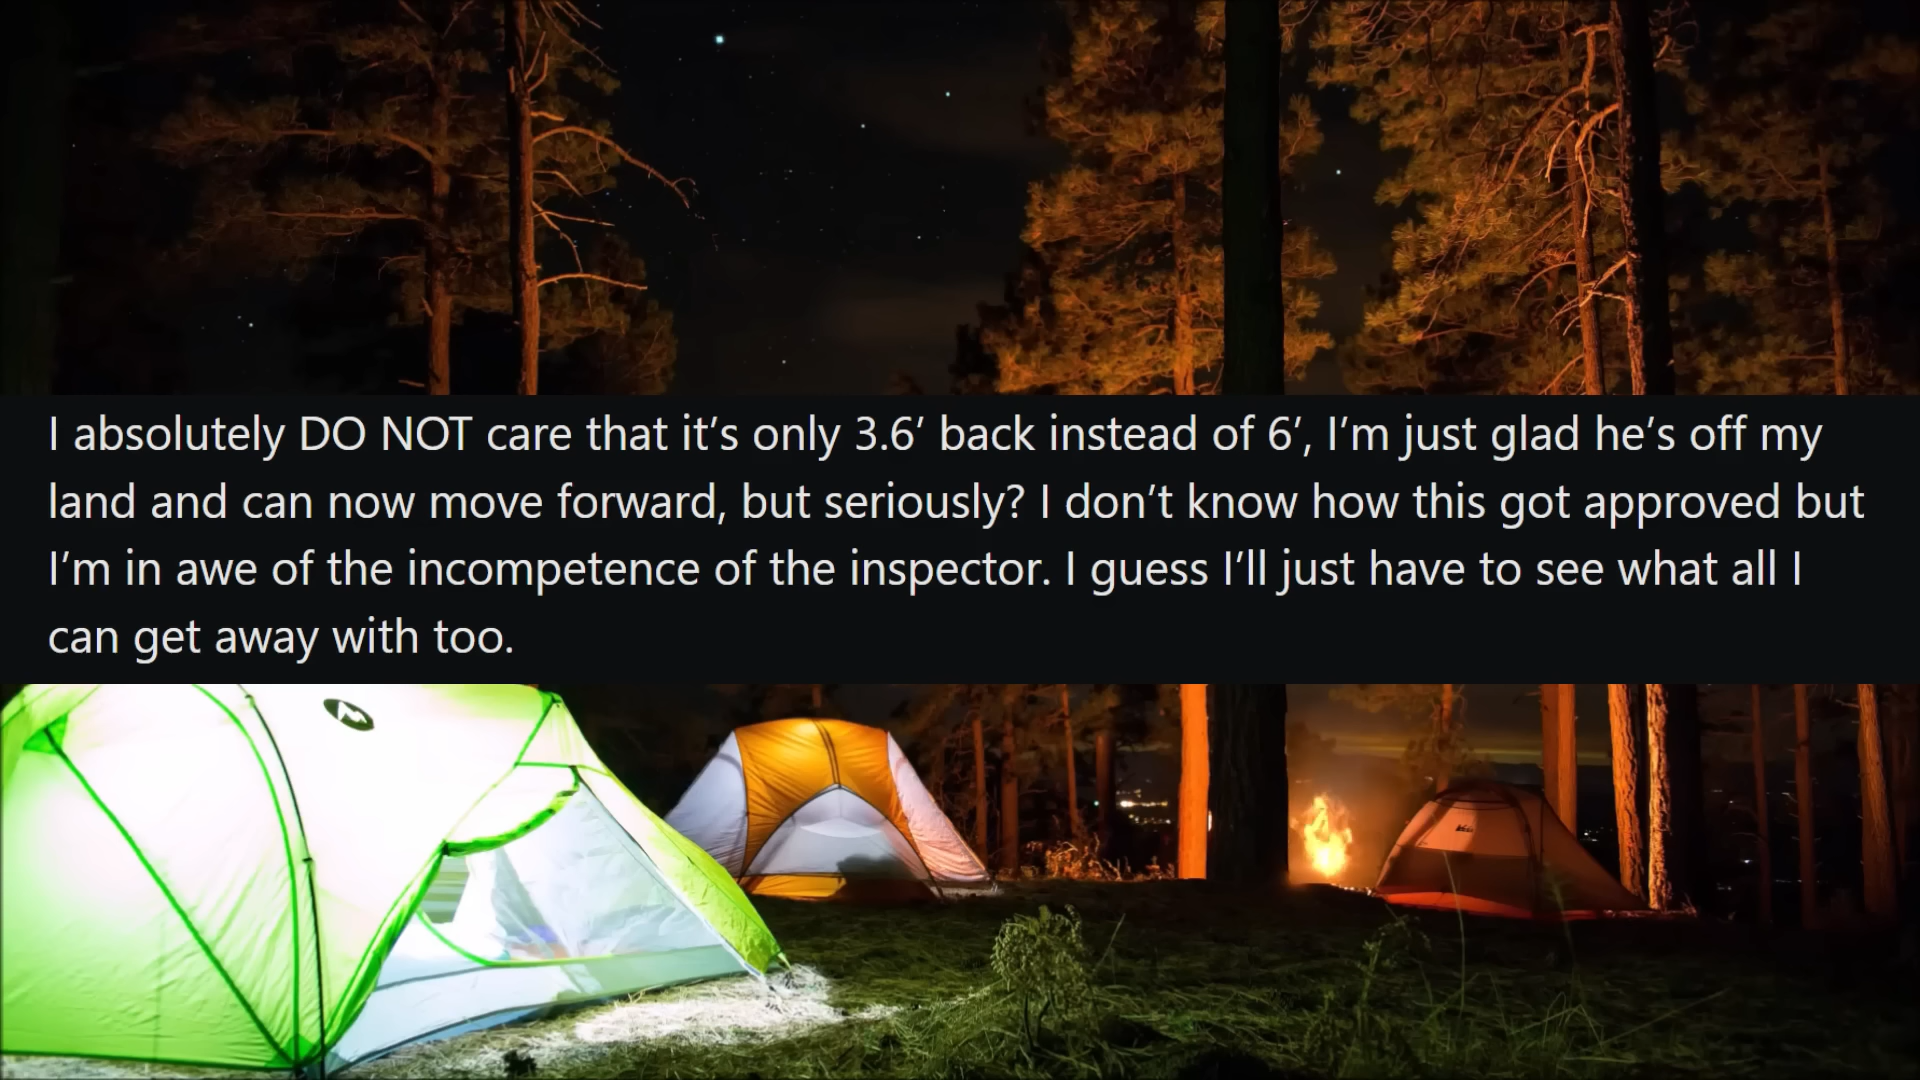 I absolutely DO NOT care that it’s only 3.6′ back instead of 6′, I’m just glad he’s off my
land and can now move forward, but seriously? I don’t know how this got approved but
I’m in awe of the incompetence of the inspector. I guess I’ll just have to see what all I
can get away with too.